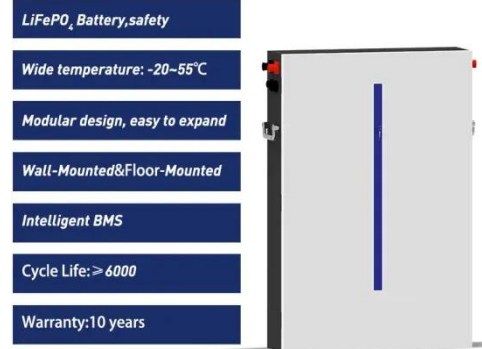 LiFePO₄ Battery,safety
Wide temperature: -20~55℃
Modular design, easy to expand
Wall-Mounted&Floor-Mounted
Intelligent BMS
Cycle Life:≥6000
Warranty:10 years